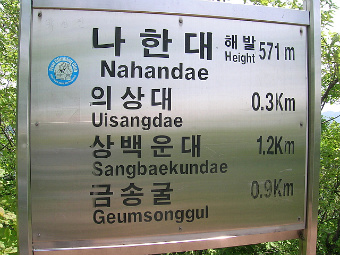 나한대 해발 571 m
Nahandae Height
의상대 0.3Km
Uisangdae
상백운대 1.2Km
Sangbaekundae
금송굴 0.9Km
Geumsonggul